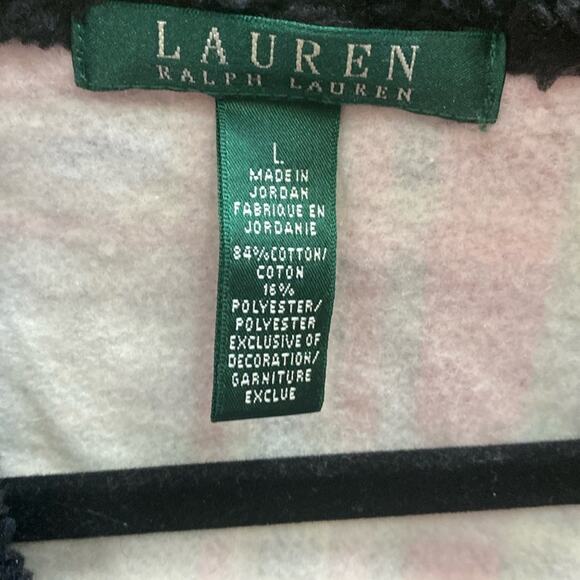 LAUREN
RALPH LAUREN
L
MADE IN
JORDAN
FABRIQUE EN
JORDANIE
84%COTTON/
COTON
16%
POLYESTER/
POLYESTER
EXCLUSIVE OF
DECORATION/
GARNITURE
EXCLUE